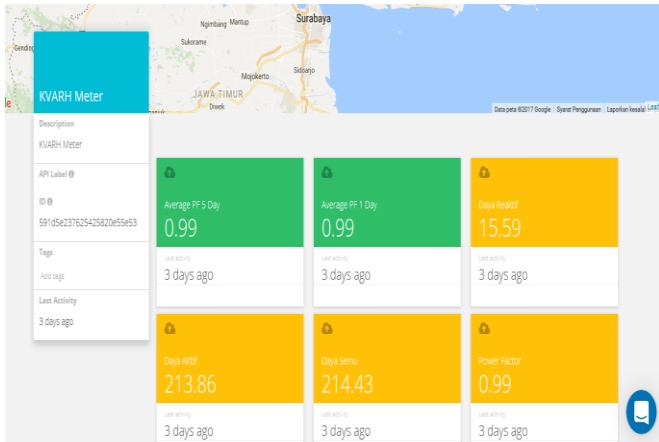 Surabaya
Ngimbang Mantup
Sukorame
Mojokerto
Sidoarjo
JAWA TIMUR
Diwek
Data peta ©2017 Google Syarat Penggunaan Laporkan kesalahan
KVARH Meter
Description
KVARH Meter
API Label
ID
591d5e237625425820e55e53
Tags
Add tags
Last Activity
3 days ago
Average PF 5 Day
0.99
Last activity
3 days ago
Average PF 1 Day
0.99
Last activity
3 days ago
Daya Reaktif
15.59
Last activity
3 days ago
Daya Aktif
213.86
Last activity
3 days ago
Daya Semu
214.43
Last activity
3 days ago
Power Factor
0.99
Last activity
3 days ago